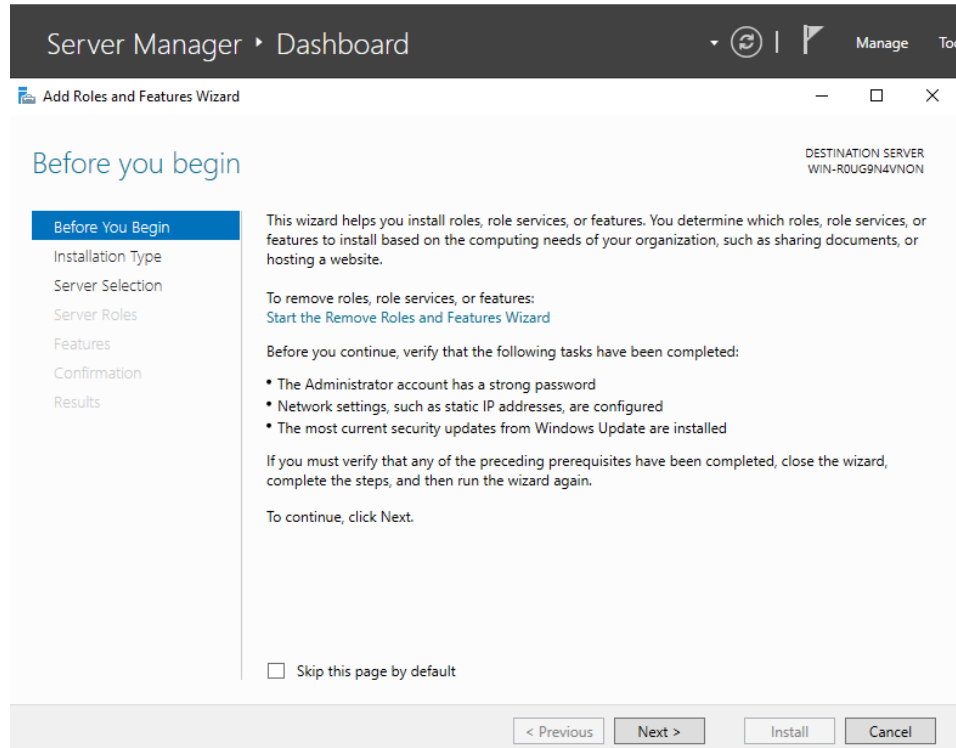 Server Manager ‣ Dashboard
Manage
Add Roles and Features Wizard
Before you begin
DESTINATION SERVER
WIN-R0UG9N4VNON
Before You Begin
Installation Type
Server Selection
Server Roles
Features
Confirmation
Results
This wizard helps you install roles, role services, or features. You determine which roles, role services, or
features to install based on the computing needs of your organization, such as sharing documents, or
hosting a website.
To remove roles, role services, or features:
Start the Remove Roles and Features Wizard
Before you continue, verify that the following tasks have been completed:
• The Administrator account has a strong password
• Network settings, such as static IP addresses, are configured
• The most current security updates from Windows Update are installed
If you must verify that any of the preceding prerequisites have been completed, close the wizard,
complete the steps, and then run the wizard again.
To continue, click Next.
Skip this page by default
< Previous
Next >
Install
Cancel